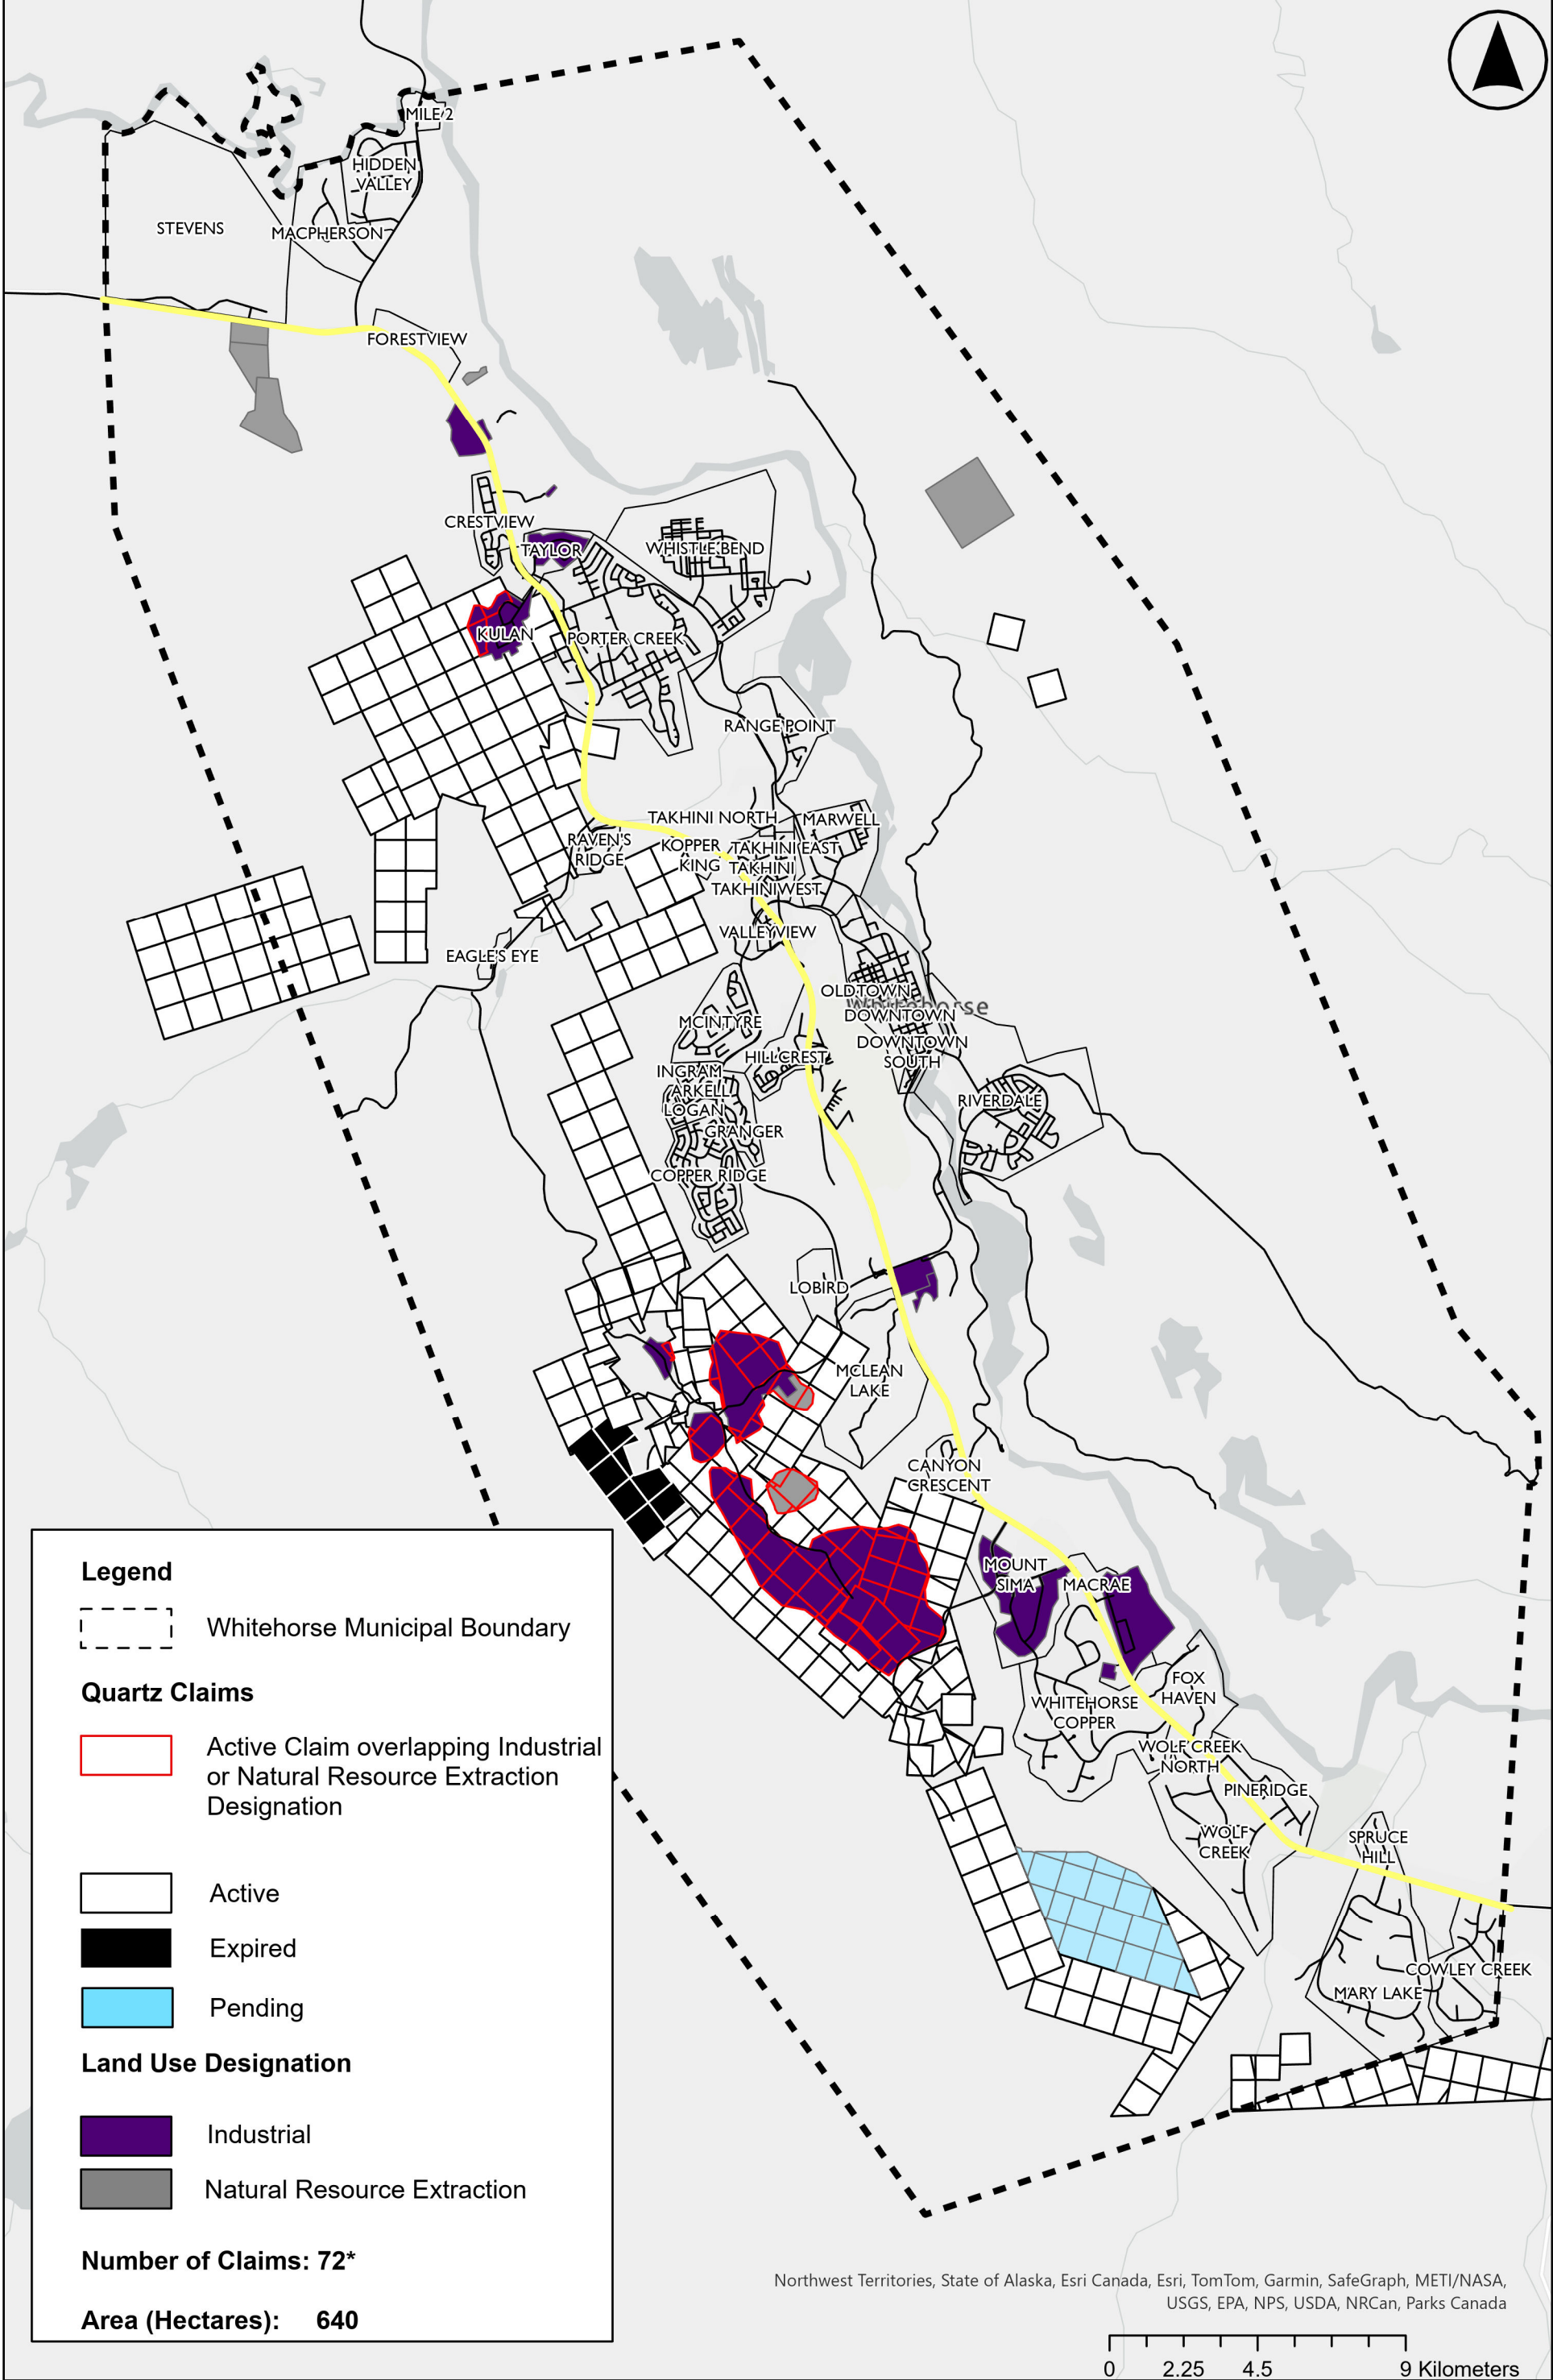 MILE 2
HIDDEN
VALLEY
STEVENS
MACPHERSON
FORESTVIEW
CRESTVIEW
TAYLOR
WHISTLE BEND
KULAN
PORTER CREEK
RANGE POINT
TAKHINI NORTH
MARWELL
RAVEN'S
RIDGE
KOPPER
KING
TAKHINI EAST
TAKHINI
TAKHINI WEST
VALLEYVIEW
EAGLE'S EYE
OLD TOWN
Whitehorse
DOWNTOWN
MCINTYRE
HILLCREST
DOWNTOWN
SOUTH
INGRAM
ARKELL
LOGAN
RIVERDALE
GRANGER
COPPER RIDGE
LOBIRD
MCLEAN
LAKE
CANYON
CRESCENT
MOUNT
SIMA
MACRAE
FOX
HAVEN
WHITEHORSE
COPPER
WOLF CREEK
NORTH
PINERIDGE
WOLF
CREEK
SPRUCE
HILL
COWLEY CREEK
MARY LAKE
Legend
Whitehorse Municipal Boundary
Quartz Claims
Active Claim overlapping Industrial
or Natural Resource Extraction
Designation
Active
Expired
Pending
Land Use Designation
Industrial
Natural Resource Extraction
Number of Claims: 72*
Area (Hectares): 640
Northwest Territories, State of Alaska, Esri Canada, Esri, TomTom, Garmin, SafeGraph, METI/NASA,
USGS, EPA, NPS, USDA, NRCan, Parks Canada
0 2.25 4.5 9 Kilometers